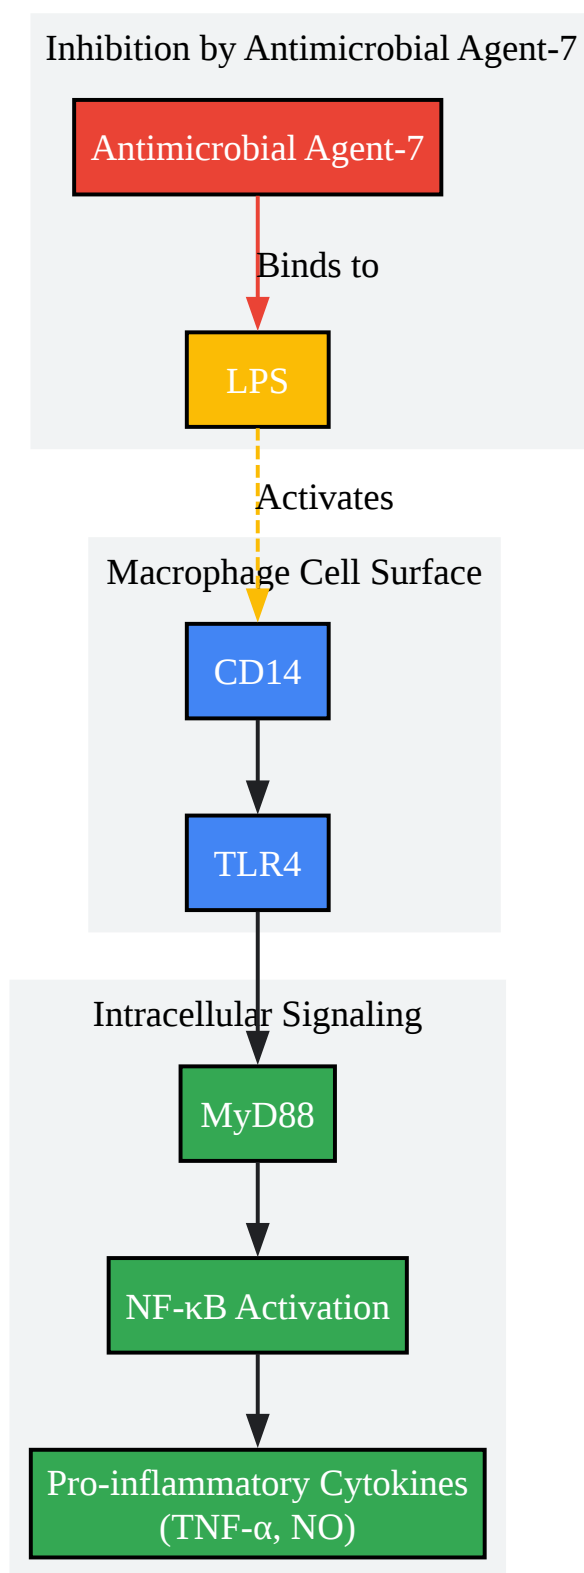 Inhibition by Antimicrobial Agent-7
Antimicrobial Agent-7
Binds to
LPS
Activates
Macrophage Cell Surface
CD14
TLR4
Intracellular Signaling
MyD88
NF-κB Activation
Pro-inflammatory Cytokines
(TNF-α, NO)